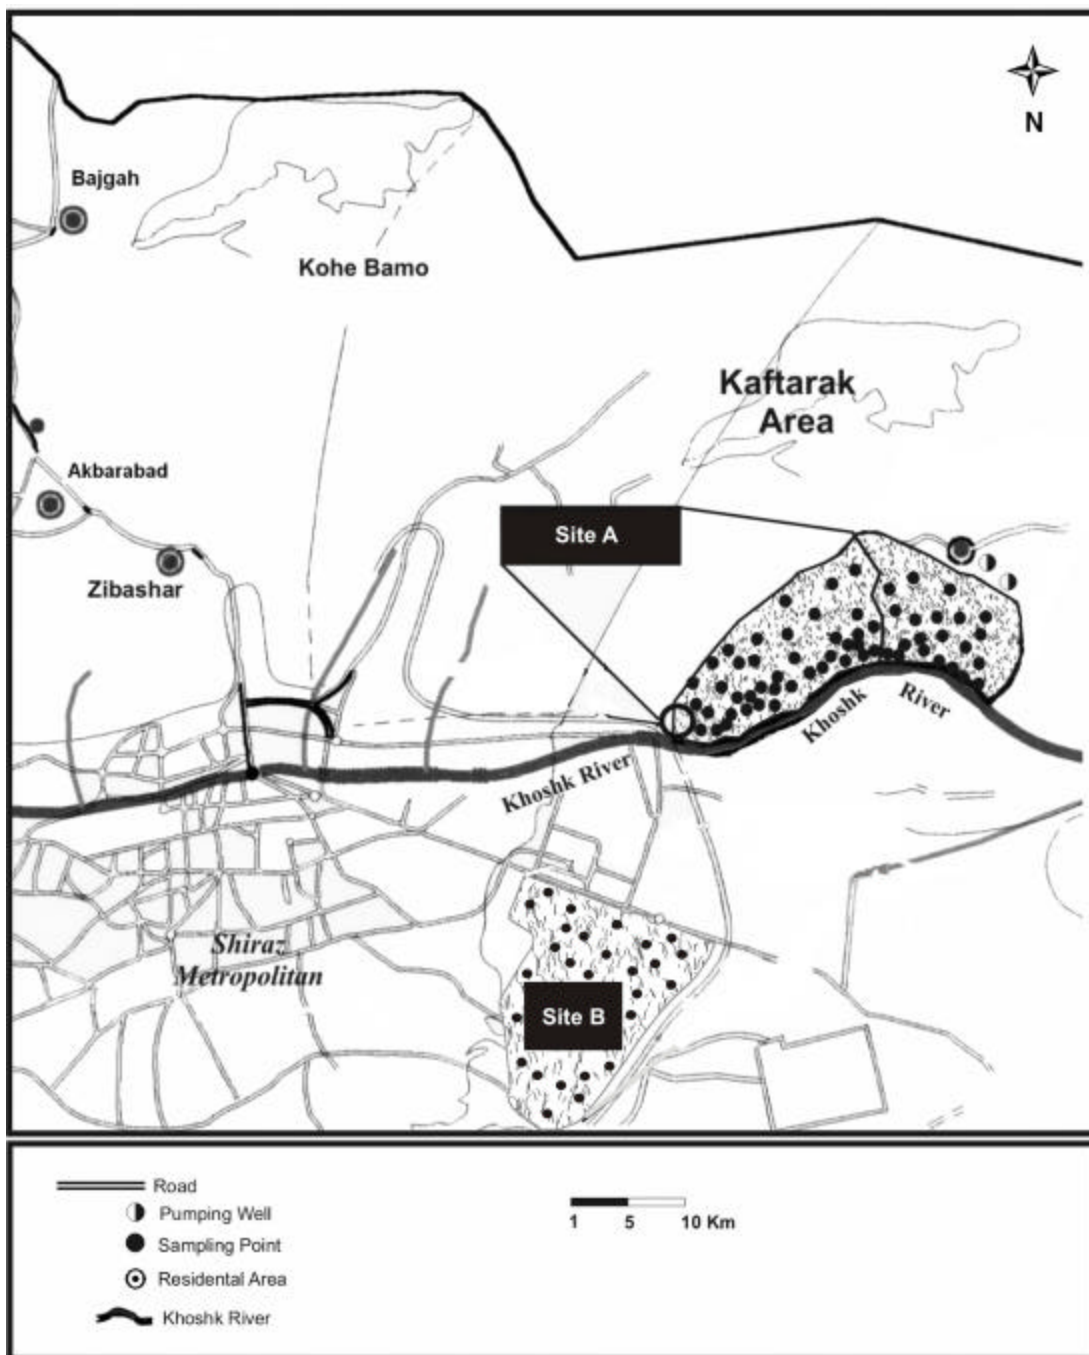 N
Bajgah
Kohe Bamo
Kaftarak
Area
Akbarabad
Site A
Zibashar
Khoshk River
Khoshk River
Shiraz
Metropolitan
Site B
Road
Pumping Well
Sampling Point
Residental Area
Khoshk River
1 5 10 Km